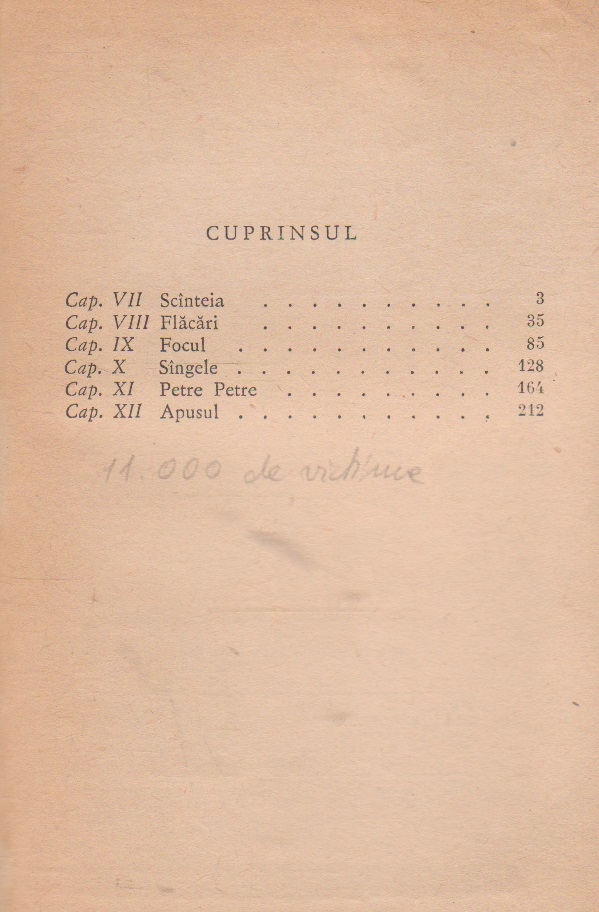 CUPRINSUL
Cap. VII Scînteia . . . . . . . . . . 3
Cap. VIII Flăcări . . . . . . . . . . 35
Cap. IX Focul . . . . . . . . . . . 85
Cap. X Sîngele . . . . . . . . . . . 128
Cap. XI Petre Petre . . . . . . . . . 164
Cap. XII Apusul . . . . . . . . . . . 212
11.000 de victime